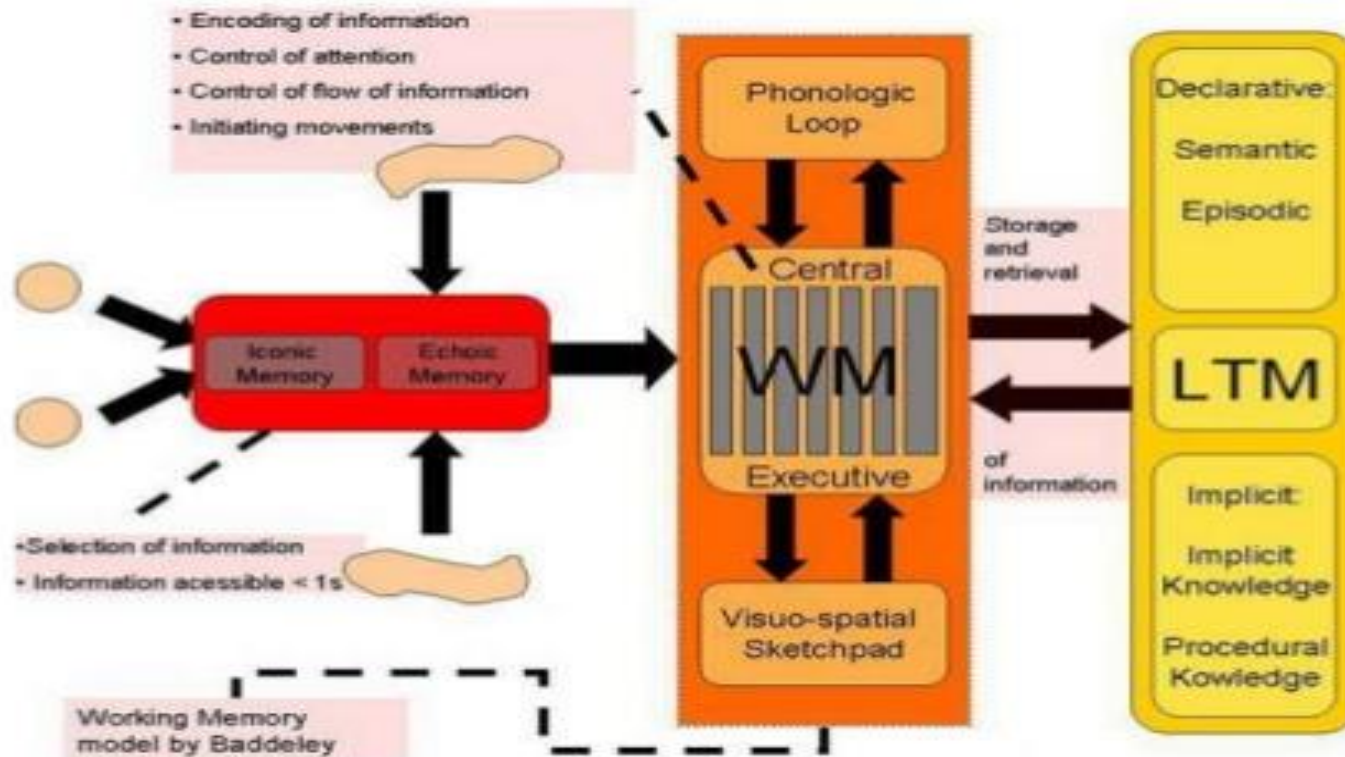 • Encoding of information
• Control of attention
• Control of flow of information
• Initiating movements
Iconic
Memory
Echoic
Memory
•Selection of information
• Information acessible < 1s
Working Memory
model by Baddeley
Phonologic
Loop
Central
WM
Executive
Visuo-spatial
Sketchpad
Storage
and
retrieval
of
information
Declarative:
Semantic
Episodic
LTM
Implicit:
Implicit
Knowledge
Procedural
Kowledge